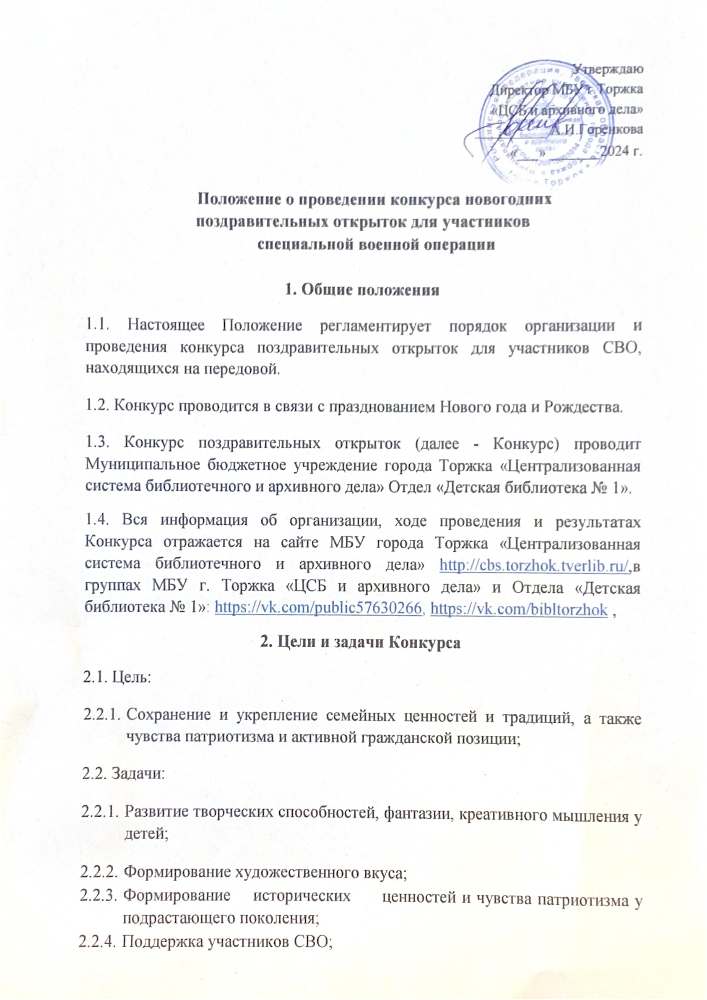 Утверждаю
Директор МБУ г. Торжка
«ЦСБ и архивного дела»
____________А.И.Горенкова
«___» ________2024 г.
Положение о проведении конкурса новогодних
поздравительных открыток для участников
специальной военной операции
1. Общие положения
1.1. Настоящее Положение регламентирует порядок организации и
проведения конкурса поздравительных открыток для участников СВО,
находящихся на передовой.
1.2. Конкурс проводится в связи с празднованием Нового года и Рождества.
1.3. Конкурс поздравительных открыток (далее - Конкурс) проводит
Муниципальное бюджетное учреждение города Торжка «Централизованная
система библиотечного и архивного дела» Отдел «Детская библиотека № 1».
1.4. Вся информация об организации, ходе проведения и результатах
Конкурса отражается на сайте МБУ города Торжка «Централизованная
система библиотечного и архивного дела» http://cbs.torzhok.tverlib.ru/,в
группах МБУ г. Торжка «ЦСБ и архивного дела» и Отдела «Детская
библиотека № 1»: https://vk.com/public57630266, https://vk.com/bibltorzhok ,
2. Цели и задачи Конкурса
2.1. Цель:
2.2.1. Сохранение и укрепление семейных ценностей и традиций, а также
чувства патриотизма и активной гражданской позиции;
2.2. Задачи:
2.2.1. Развитие творческих способностей, фантазии, креативного мышления у
детей;
2.2.2. Формирование художественного вкуса;
2.2.3. Формирование исторических ценностей и чувства патриотизма у
подрастающего поколения;
2.2.4. Поддержка участников СВО;